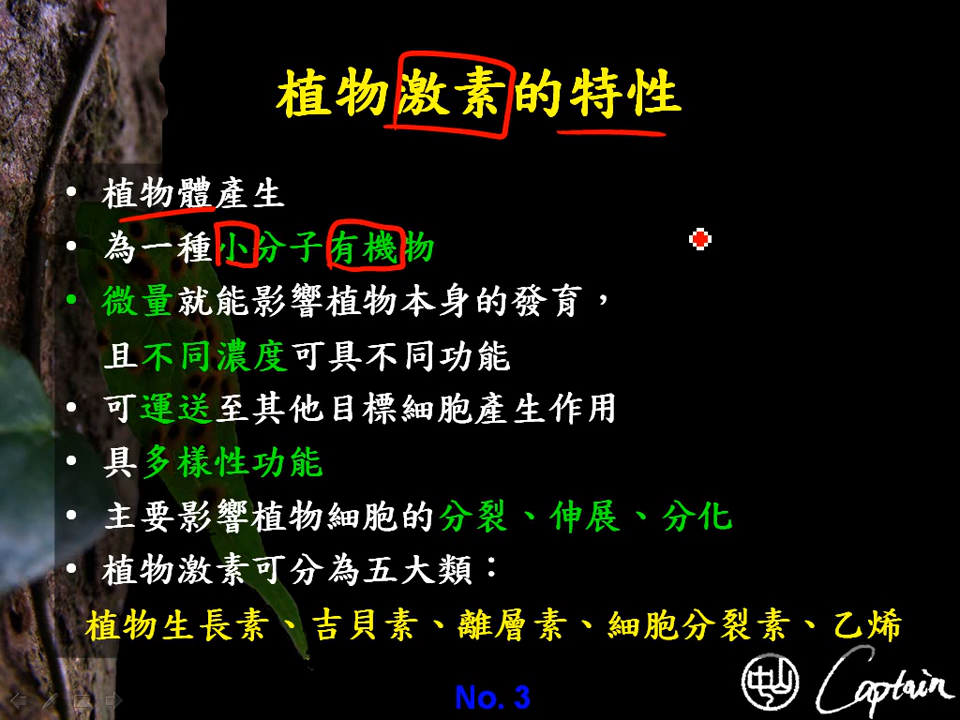 植物激素的特性
• 植物體產生
• 為一種小分子有機物
• 微量就能影響植物本身的發育，
且不同濃度可具不同功能
• 可運送至其他目標細胞產生作用
• 具多樣性功能
• 主要影響植物細胞的分裂、伸展、分化
• 植物激素可分為五大類：
植物生長素、吉貝素、離層素、細胞分裂素、乙烯
中山 Captain
No. 3